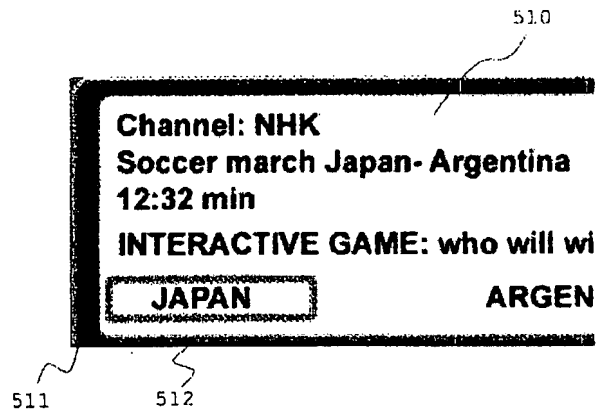 510
Channel: NHK
Soccer march Japan- Argentina
12:32 min
INTERACTIVE GAME: who will wi
JAPAN ARGEN
511 512